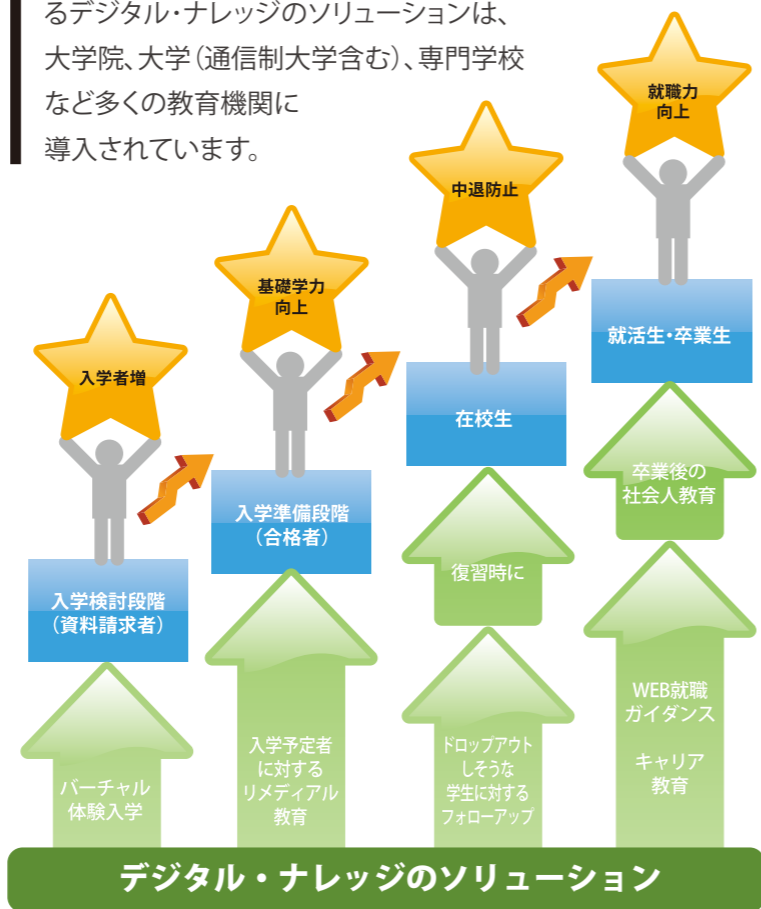 るデジタル・ナレッジのソリューションは、
大学院、大学（通信制大学含む）、専門学校
など多くの教育機関に
導入されています。
就職力
向上
中退防止
基礎学力
向上
入学者増
就活生・卒業生
在校生
入学準備段階
（合格者）
入学検討段階
（資料請求者）
卒業後の
社会人教育
復習時に
WEB就職
ガイダンス
キャリア
教育
ドロップアウト
しそうな
学生に対する
フォローアップ
入学予定者
に対する
リメディアル
教育
バーチャル
体験入学
デジタル・ナレッジのソリューション